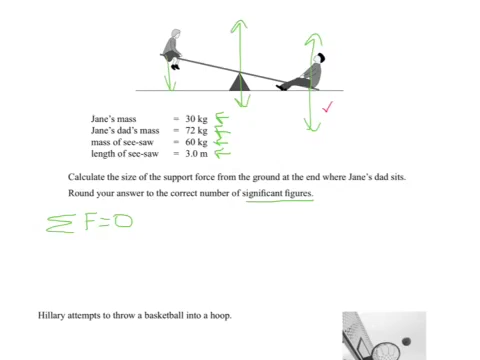 Jane's mass = 30 kg
Jane's dad's mass = 72 kg
mass of see-saw = 60 kg
length of see-saw = 3.0 m
Calculate the size of the support force from the ground at the end where Jane's dad sits.
Round your answer to the correct number of significant figures.
Σ F = 0
Hillary attempts to throw a basketball into a hoop.